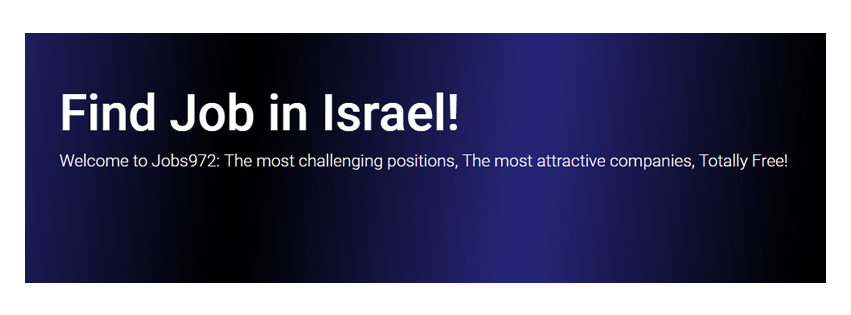 Find Job in Israel!
Welcome to Jobs972: The most challenging positions, The most attractive companies, Totally Free!